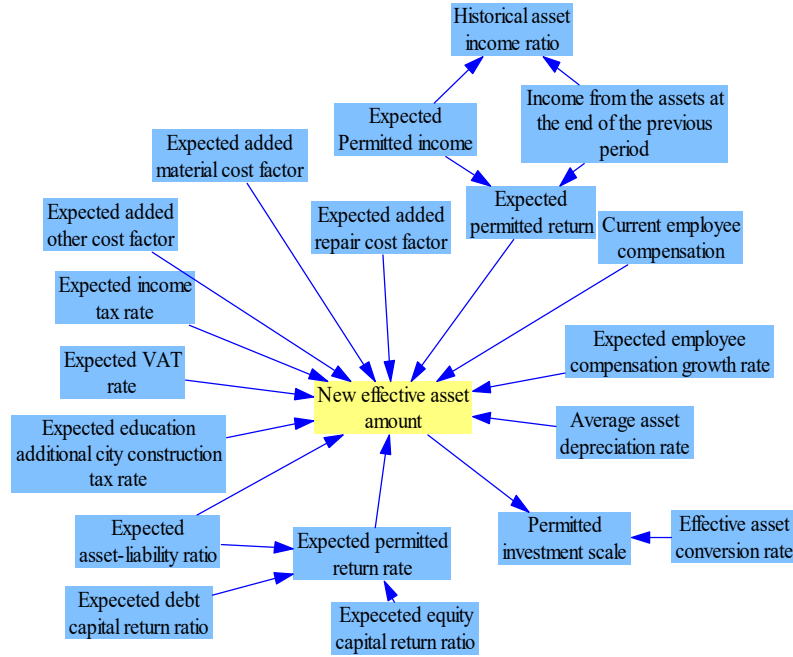 Historical asset
income ratio
Expected
Permitted income
Income from the assets at
the end of the previous
period
Expected added
material cost factor
Expected added
other cost factor
Expected added
repair cost factor
Expected
permitted return
Current employee
compensation
Expected income
tax rate
Expected VAT
rate
Expected employee
compensation growth rate
New effective asset
amount
Expected education
additional city construction
tax rate
Average asset
depreciation rate
Expected
asset-liability ratio
Expected permitted
return rate
Permitted
investment scale
Effective asset
conversion rate
Expeceted debt
capital return ratio
Expeceted equity
capital return ratio